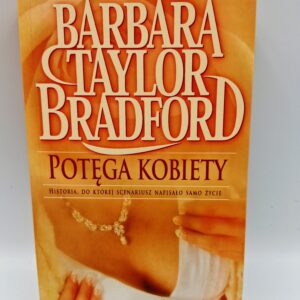 BARBARA
TAYLOR
BRADFORD
POTĘGA KOBIETY
HISTORIA, DO KTÓREJ SCENARIUSZ NAPISAŁO SAMO ŻYCIE